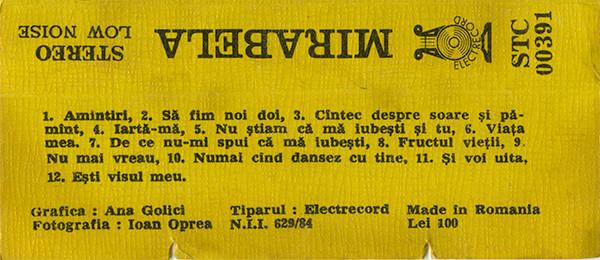 STEREO
LOW NOISE
MIRABELA
ELECTRECORD
STC
00391
1. Amintiri, 2. Să fim noi doi, 3. Cîntec despre soare și pă-
mînt, 4. Iartă-mă, 5. Nu știam că mă iubești și tu, 6. Viața
mea. 7. De ce nu-mi spui că mă iubești, 8. Fructul vieții, 9.
Nu mai vreau, 10. Numai cînd dansez cu tine, 11. Și voi uita,
12. Ești visul meu.
Grafica : Ana Golici
Fotografia : Ioan Oprea
Tiparul : Electrecord
N.I.I. 629/84
Made in Romania
Lei 100